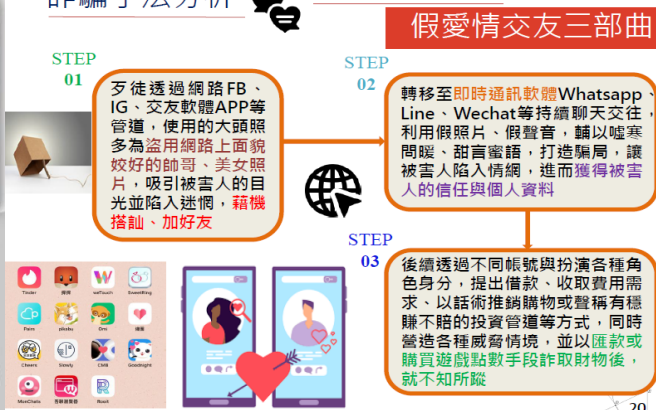 詐騙手法分析
假愛情交友三部曲
STEP
01
歹徒透過網路FB、
IG、交友軟體APP等
管道，使用的大頭照
多為盜用網路上面貌
姣好的帥哥、美女照
片，吸引被害人的目
光並陷入迷惘，藉機
搭訕、加好友
STEP
02
轉移至即時通訊軟體Whatsapp、
Line、Wechat等持續聊天交往，
利用假照片、假聲音，輔以噓寒
問暖、甜言蜜語，打造騙局，讓
被害人陷入情網，進而獲得被害
人的信任與個人資料
STEP
03
後續透過不同帳號與扮演各種角
色身分，提出借款、收取費用需
求、以話術推銷購物或聲稱有穩
賺不賠的投資管道等方式，同時
營造各種威脅情境，並以匯款或
購買遊戲點數手段詐取財物後，
就不知所蹤
Tinder
探探
weTouch
SweetRing
Pairs
pikabu
Omi
Cheers
Skindy
CMB
Goodnight
MonChats
Root
20